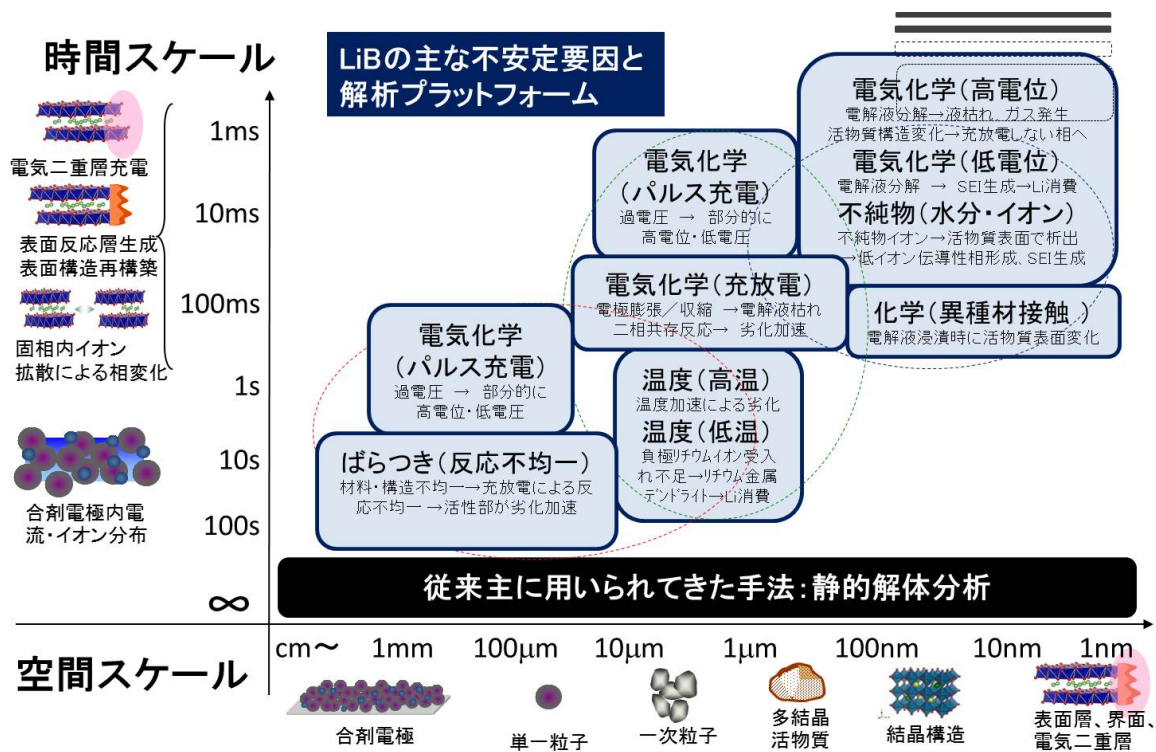 時間スケール
LiBの主な不安定要因と
解析プラットフォーム
電気二重層充電
表面反応層生成
表面構造再構築
固相内イオン
拡散による相変化
合剤電極内電
流・イオン分布
1ms
10ms
100ms
1s
10s
100s
∞
電気化学(高電位)
電解液分解→液枯れ、ガス発生
活物質構造変化→充放電しない相へ
電気化学(低電位)
電解液分解 → SEI生成→Li消費
不純物(水分・イオン)
不純物イオン→活物質表面で析出
→低イオン伝導性相形成、SEI生成
電気化学
(パルス充電)
過電圧 → 部分的に
高電位・低電圧
電気化学(充放電)
電極膨張／収縮 →電解液枯れ
二相共存反応→ 劣化加速
化学(異種材接触)
電解液浸漬時に活物質表面変化
電気化学
(パルス充電)
過電圧 → 部分的に
高電位・低電圧
温度(高温)
温度加速による劣化
温度(低温)
負極リチウムイオン受入
れ不足→リチウム金属
デンドライト→Li消費
ばらつき(反応不均一)
材料・構造不均一→充放電による反
応不均一 →活性部が劣化加速
従来主に用いられてきた手法：静的解体分析
空間スケール
cm～ 1mm 100μm 10μm 1μm 100nm 10nm 1nm
合剤電極
単一粒子
一次粒子
多結晶
活物質
結晶構造
表面層、界面、
電気二重層